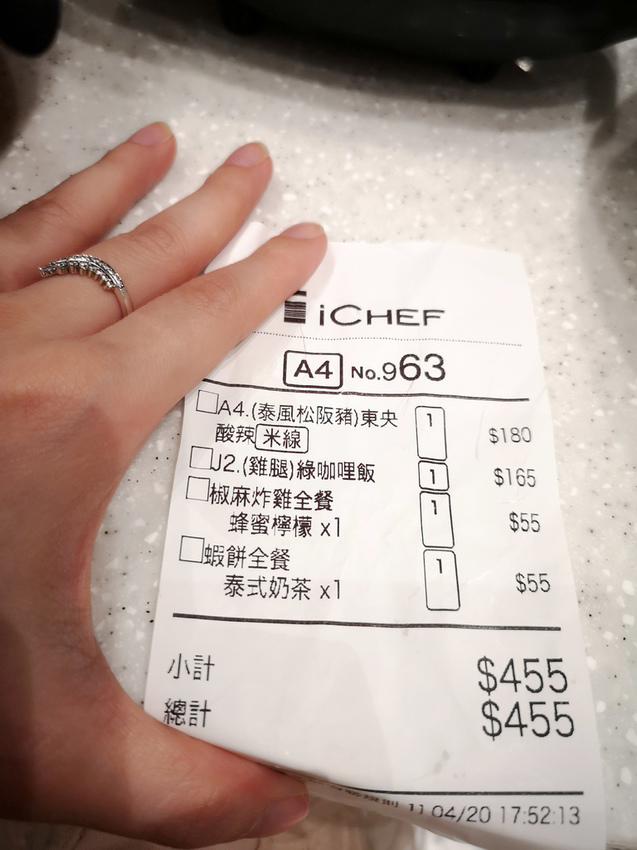 iCHEF
A4 No.963
A4.(泰風松阪豬)東央 1 $180
酸辣 米線
J2.(雞腿)綠咖哩飯 1 $165
椒麻炸雞全餐 1 $55
蜂蜜檸檬 x1
蝦餅全餐 1 $55
泰式奶茶 x1
小計 $455
總計 $455
11/04/20 17:52:13